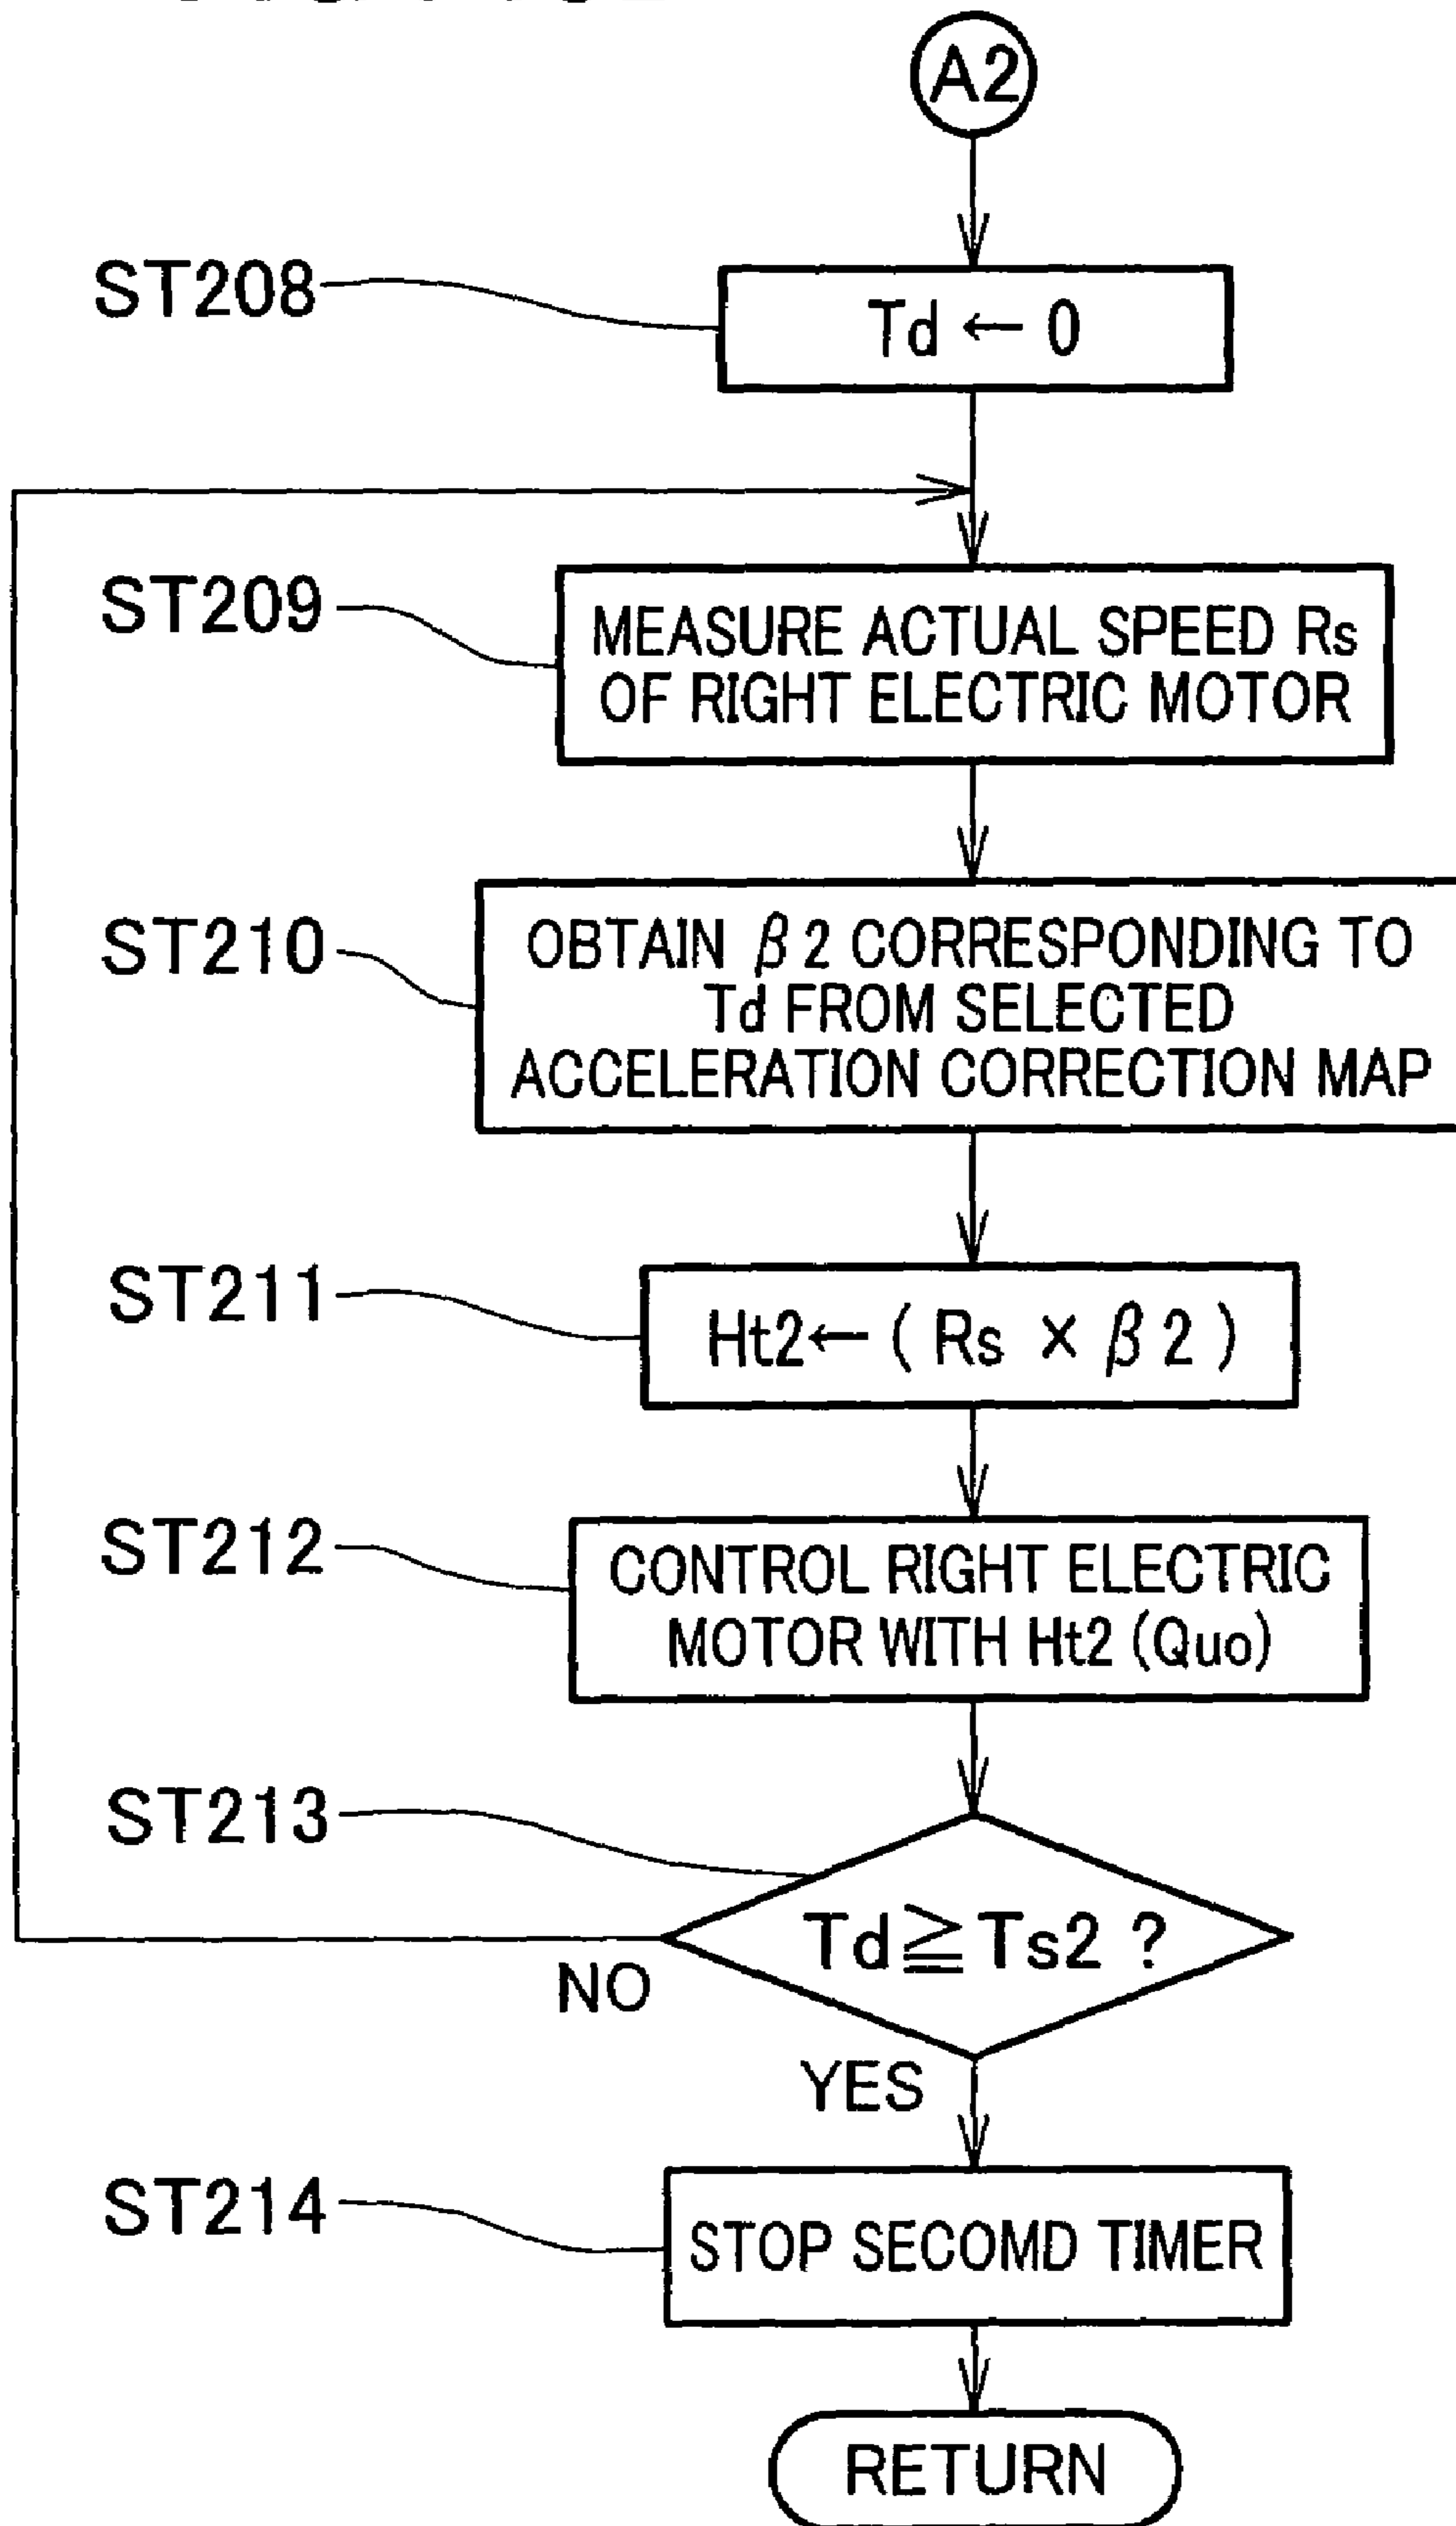 A2
ST208
Td ← 0
ST209
MEASURE ACTUAL SPEED Rs
OF RIGHT ELECTRIC MOTOR
ST210
OBTAIN β2 CORRESPONDING TO
Td FROM SELECTED
ACCELERATION CORRECTION MAP
ST211
Ht2← ( Rs × β2 )
ST212
CONTROL RIGHT ELECTRIC
MOTOR WITH Ht2 (Quo)
ST213
Td ≧ Ts2 ?
NO
YES
ST214
STOP SECOMD TIMER
RETURN